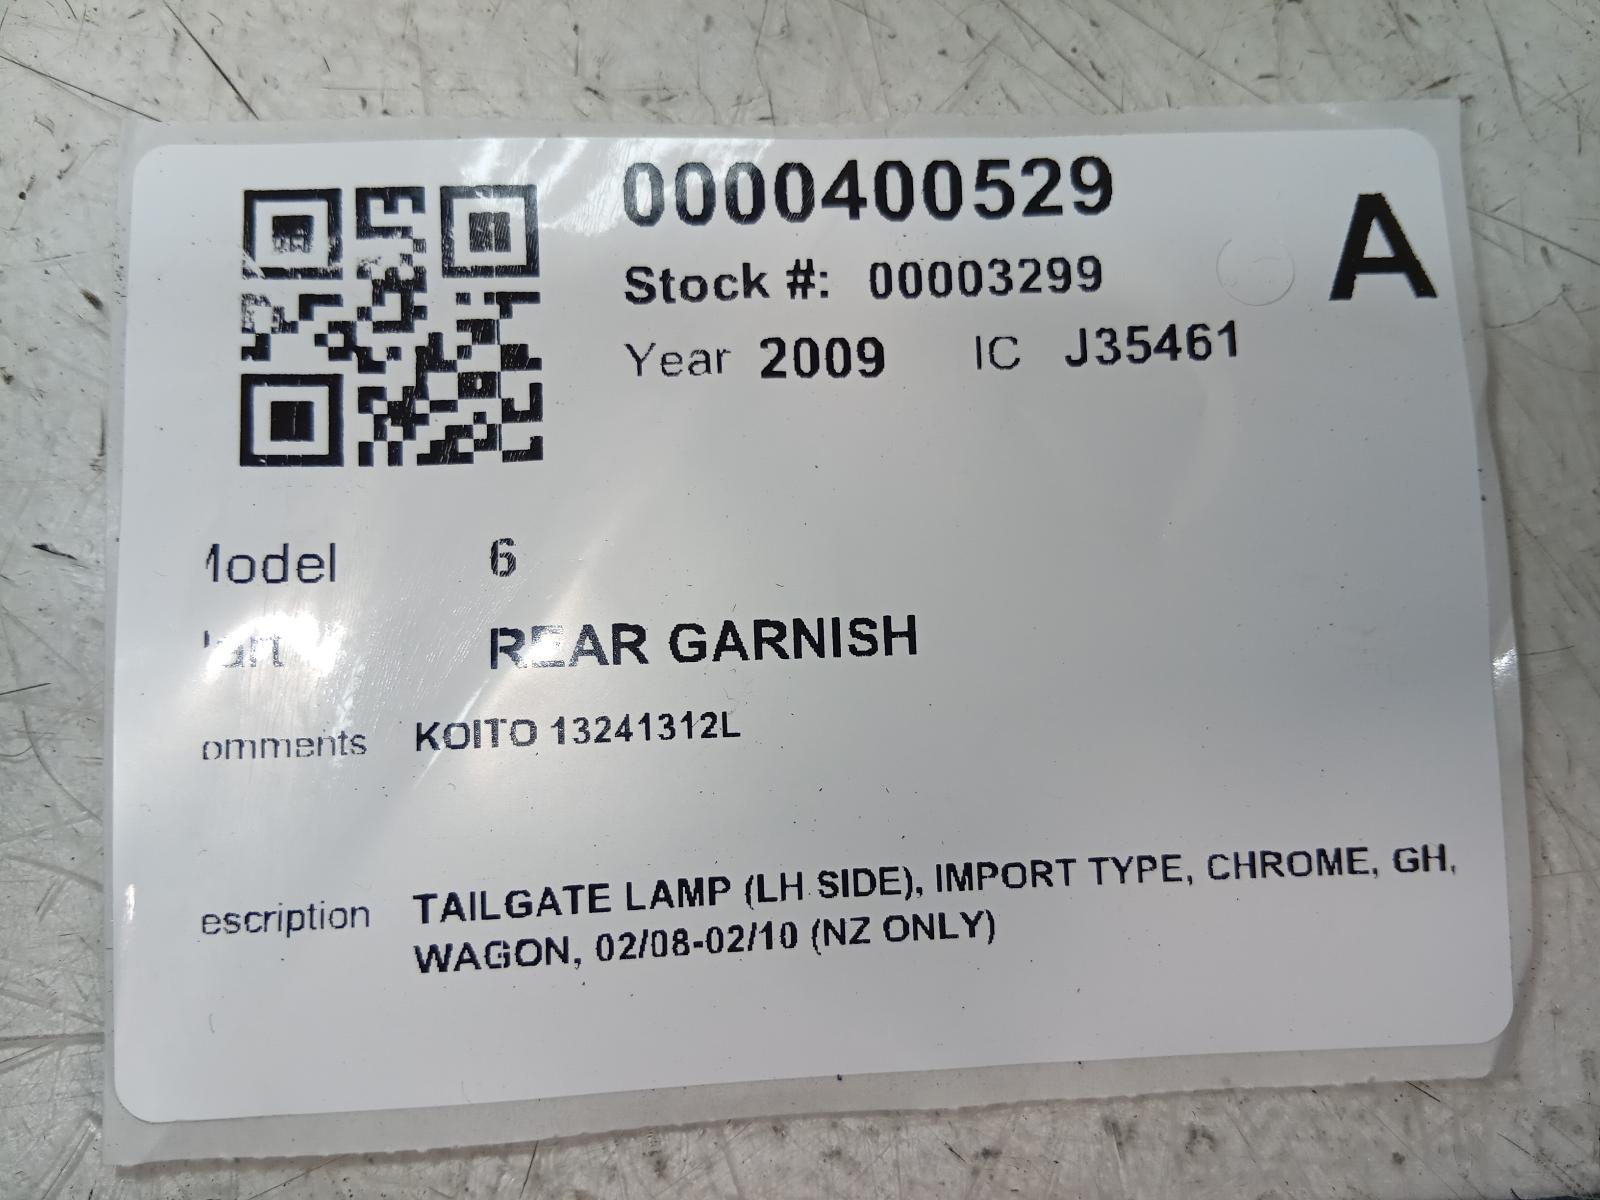 0000400529
A
Stock #: 00003299
Year 2009 IC J35461
Model 6
REAR GARNISH
omments KOITO 13241312L
escription TAILGATE LAMP (LH SIDE), IMPORT TYPE, CHROME, GH,
WAGON, 02/08-02/10 (NZ ONLY)